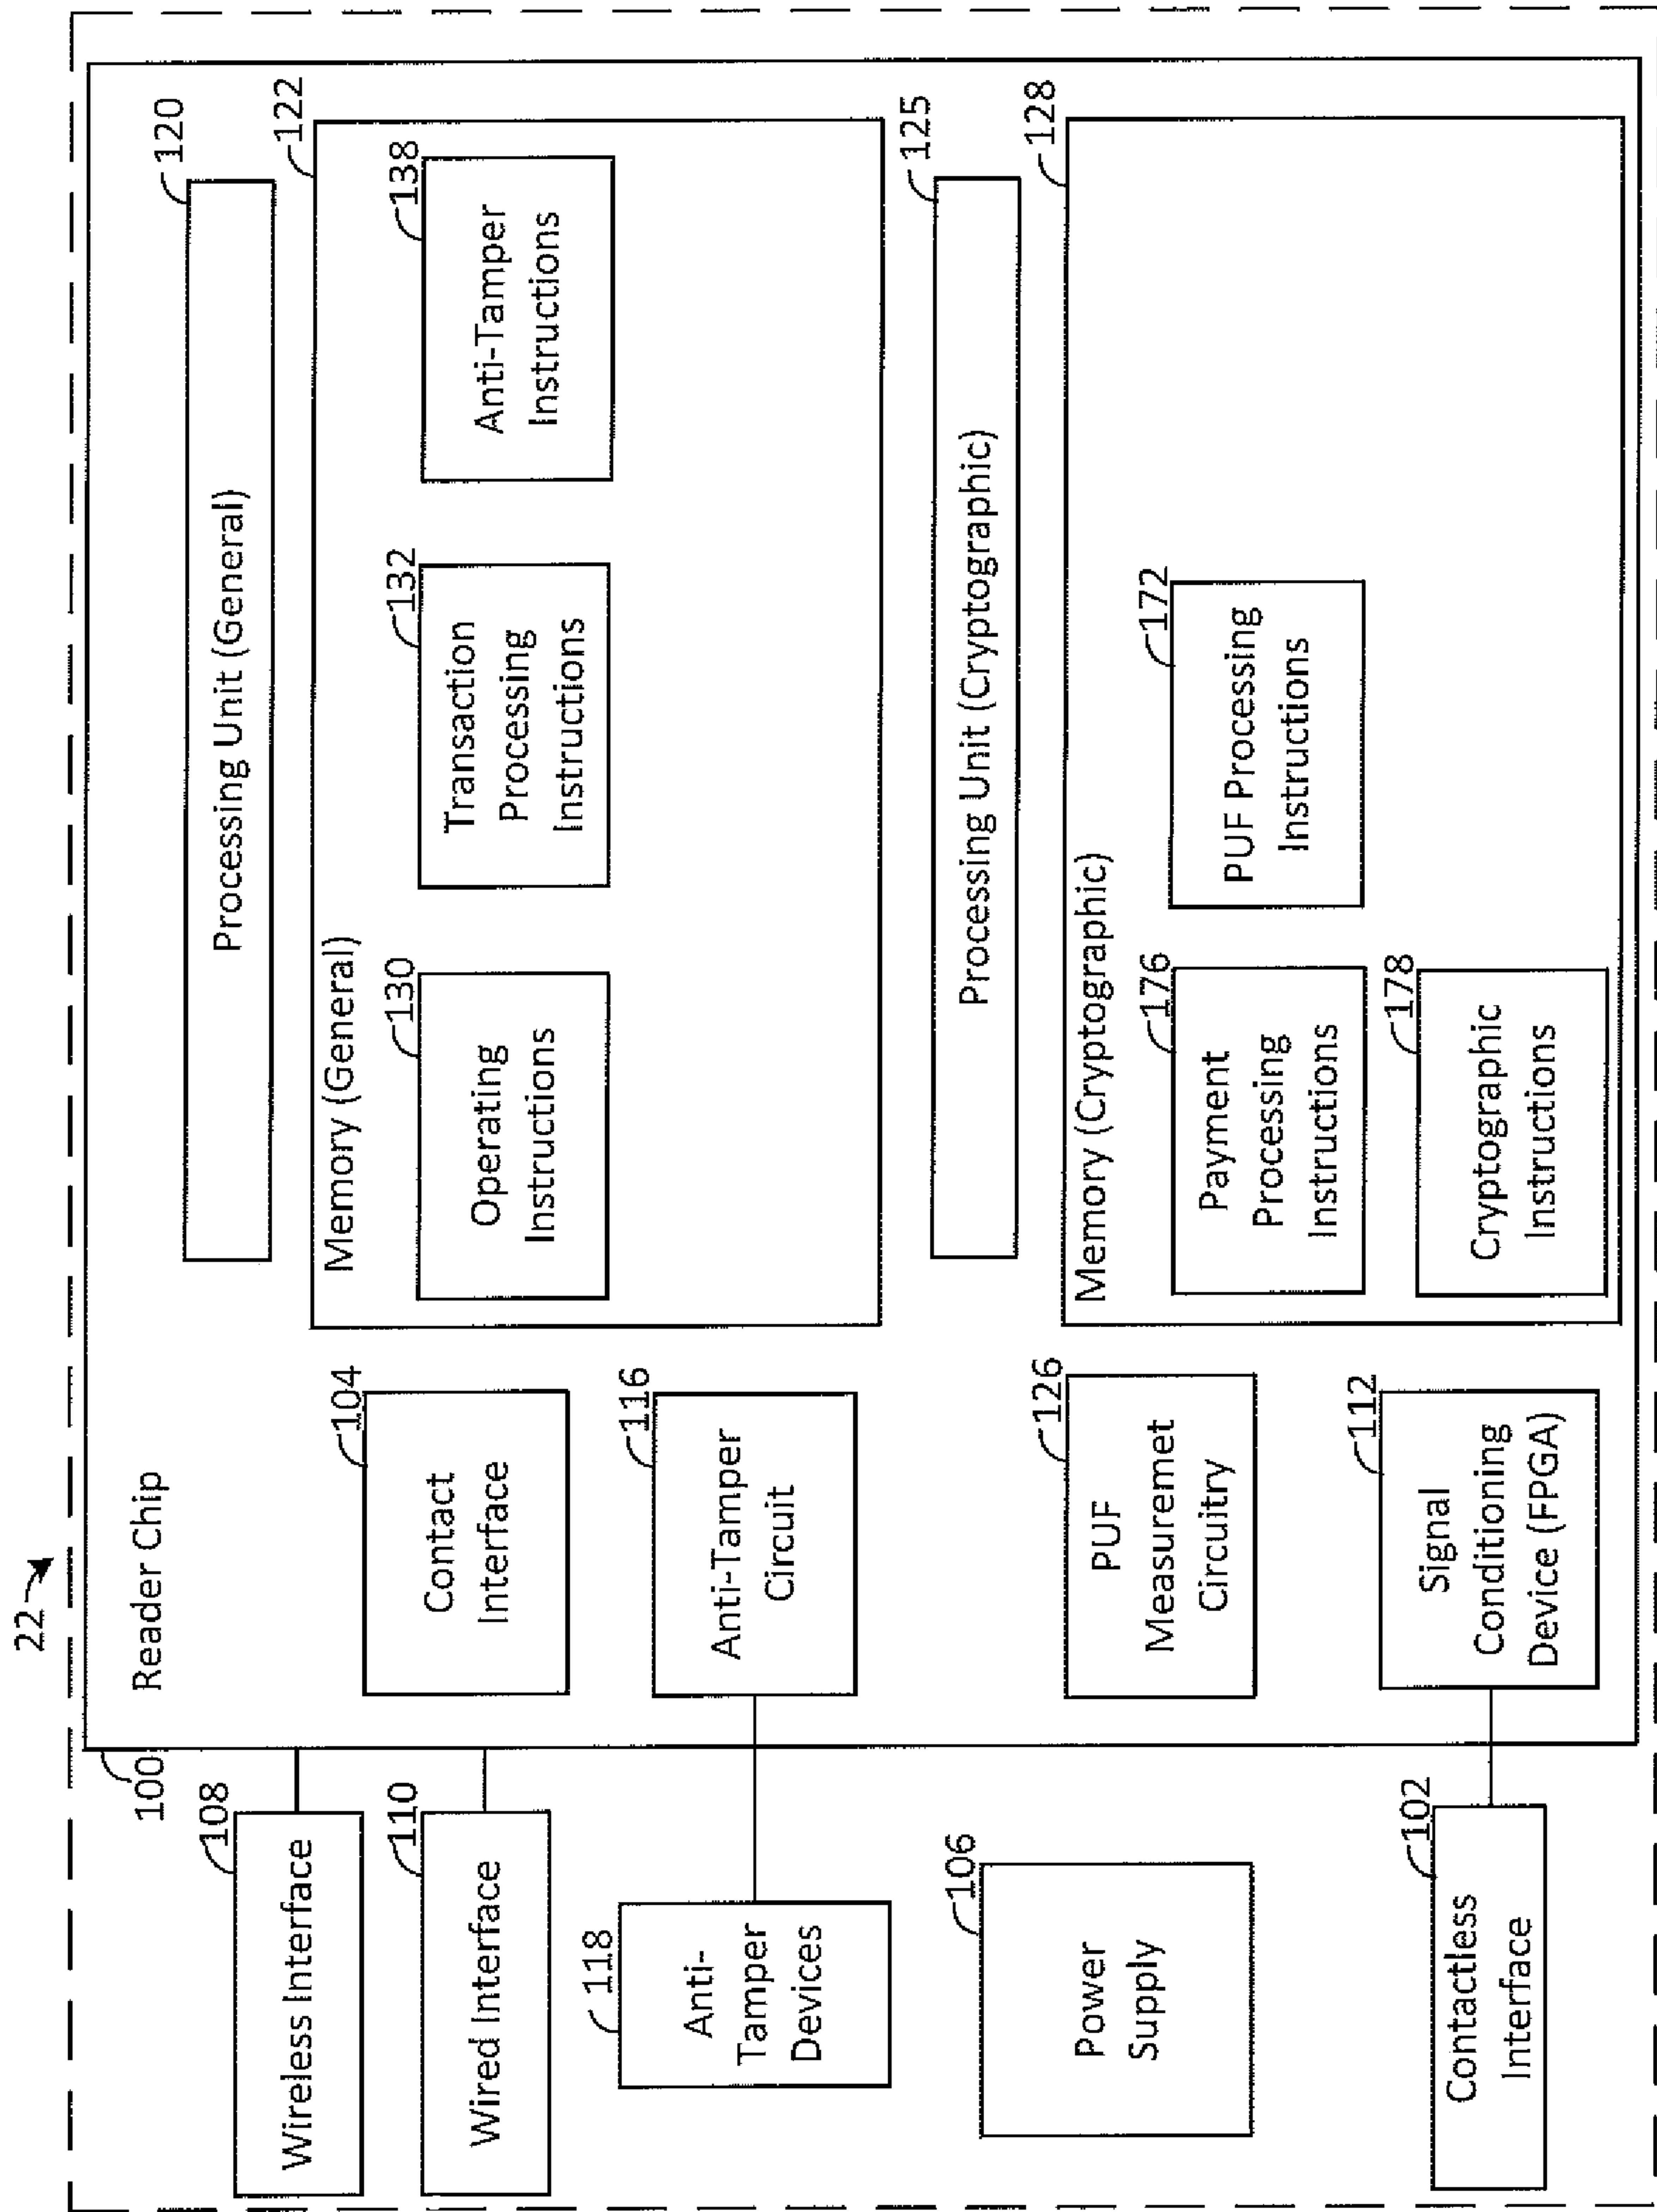 22
100
Reader Chip
108
Wireless Interface
110
Wired Interface
118
Anti-
Tamper
Devices
106
Power
Supply
102
Contactless
Interface
104
Contact
Interface
116
Anti-Tamper
Circuit
126
PUF
Measuremet
Circuitry
112
Signal
Conditioning
Device (FPGA)
120
Processing Unit (General)
122
Memory (General)
130
Operating
Instructions
132
Transaction
Processing
Instructions
138
Anti-Tamper
Instructions
125
Processing Unit (Cryptographic)
128
Memory (Cryptographic)
176
Payment
Processing
Instructions
172
PUF Processing
Instructions
178
Cryptographic
Instructions